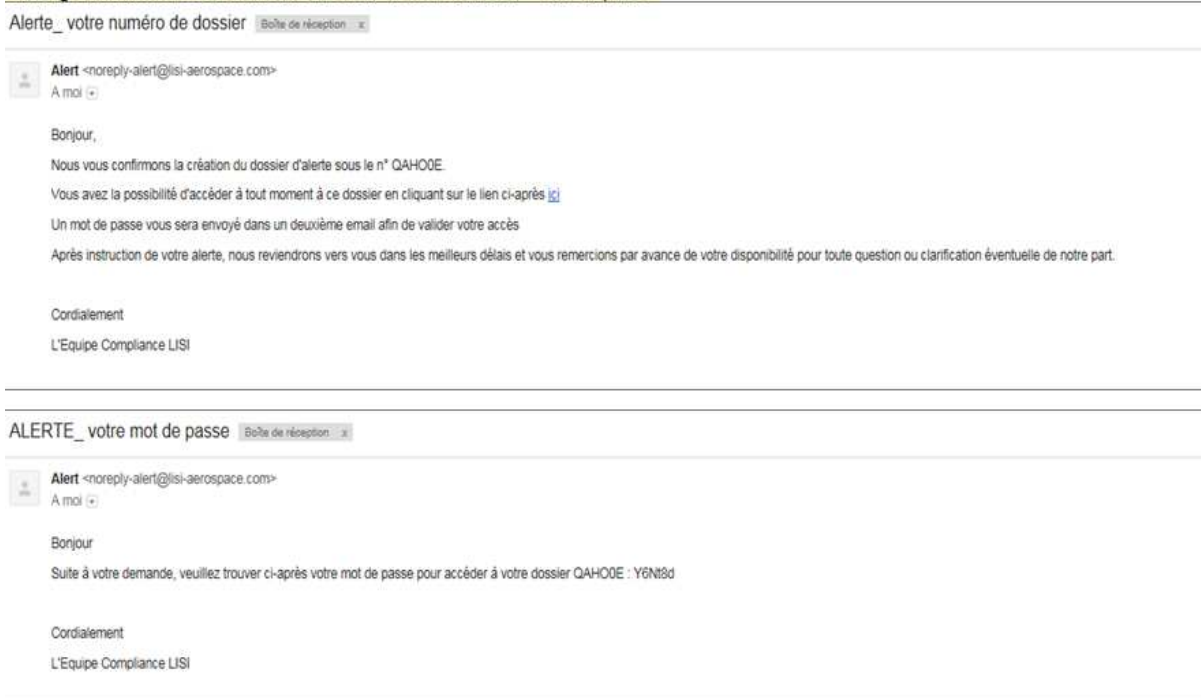 Alerte_ votre numéro de dossier Boîte de réception x
Alert <noreply-alert@lisi-aerospace.com>
A moi
Bonjour,
Nous vous confirmons la création du dossier d'alerte sous le n° QAHO0E.
Vous avez la possibilité d'accéder à tout moment à ce dossier en cliquant sur le lien ci-après ici
Un mot de passe vous sera envoyé dans un deuxième email afin de valider votre accès
Après instruction de votre alerte, nous reviendrons vers vous dans les meilleurs délais et vous remercions par avance de votre disponibilité pour toute question ou clarification éventuelle de notre part.
Cordialement
L'Equipe Compliance LISI
ALERTE_ votre mot de passe Boîte de réception x
Alert <noreply-alert@lisi-aerospace.com>
A moi
Bonjour
Suite à votre demande, veuillez trouver ci-après votre mot de passe pour accéder à votre dossier QAHO0E : Y6Nt8d
Cordialement
L'Equipe Compliance LISI